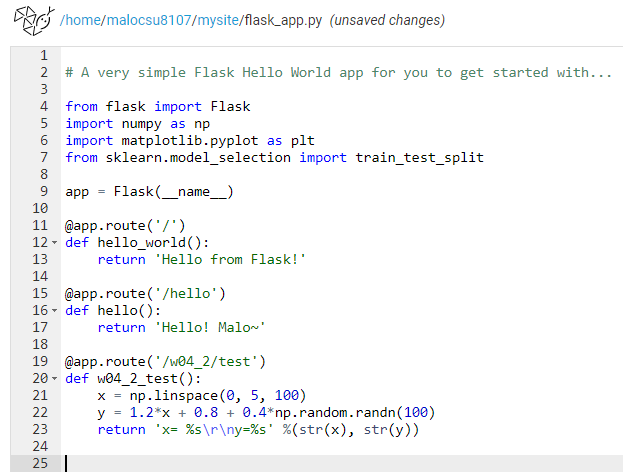 /home/malocsu8107/mysite/flask_app.py (unsaved changes)
1
2 # A very simple Flask Hello World app for you to get started with...
3
4 from flask import Flask
5 import numpy as np
6 import matplotlib.pyplot as plt
7 from sklearn.model_selection import train_test_split
8
9 app = Flask(__name__)
10
11 @app.route('/')
12 def hello_world():
13     return 'Hello from Flask!'
14
15 @app.route('/hello')
16 def hello():
17     return 'Hello! Malo~'
18
19 @app.route('/w04_2/test')
20 def w04_2_test():
21     x = np.linspace(0, 5, 100)
22     y = 1.2*x + 0.8 + 0.4*np.random.randn(100)
23     return 'x= %s\r\ny=%s' %(str(x), str(y))
24
25